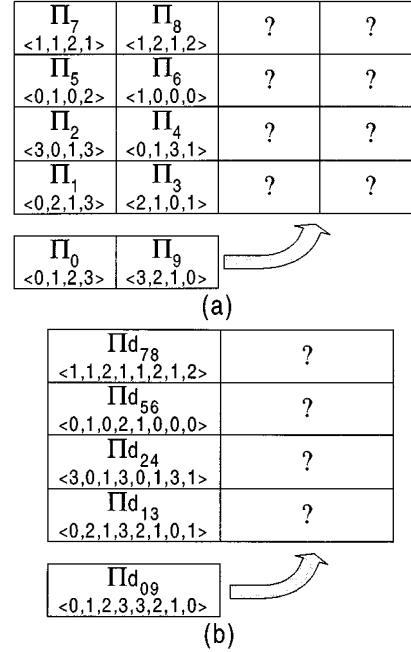 Π7 Π8 ? ?
<1,1,2,1> <1,2,1,2>
Π5 Π6 ? ?
<0,1,0,2> <1,0,0,0>
Π2 Π4 ? ?
<3,0,1,3> <0,1,3,1>
Π1 Π3 ? ?
<0,2,1,3> <2,1,0,1>
Π0 Π9
<0,1,2,3> <3,2,1,0>
(a)
Πd78 ?
<1,1,2,1,1,2,1,2>
Πd56 ?
<0,1,0,2,1,0,0,0>
Πd24 ?
<3,0,1,3,0,1,3,1>
Πd13 ?
<0,2,1,3,2,1,0,1>
Πd09
<0,1,2,3,3,2,1,0>
(b)